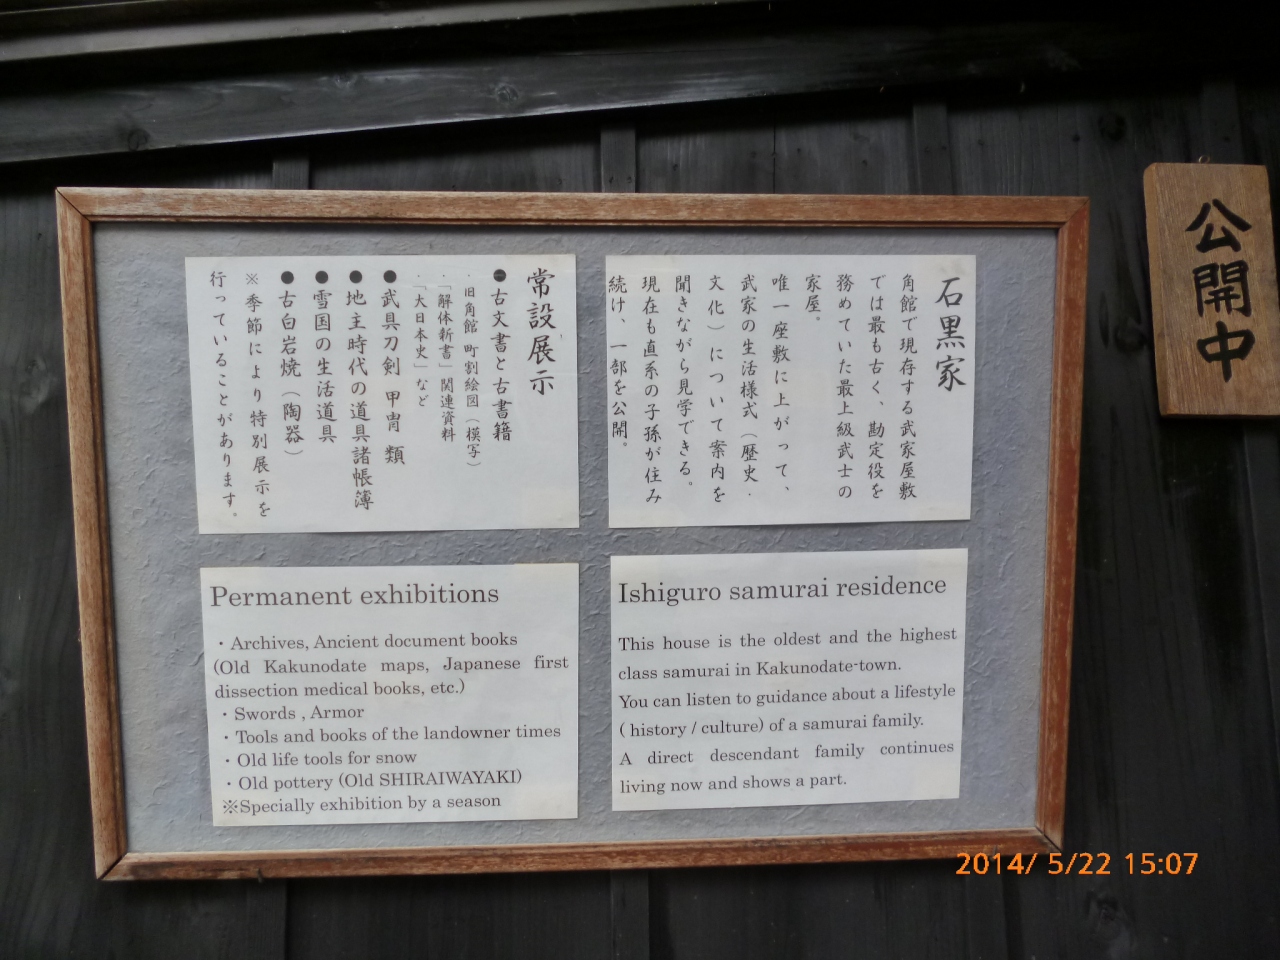 石黒家
角館で現存する武家屋敷
では最も古く、勘定役を
務めていた最上級武士の
家屋。
唯一座敷に上がって、
武家の生活様式（歴史・
文化）について案内を
聞きながら見学できる。
現在も直系の子孫が住み
続け、一部を公開。
常設展示
●古文書と古書籍
・旧角館 町割絵図（模写）
・「解体新書」関連資料
・「大日本史」など
●武具刀剣 甲冑 類
●地主時代の道具諸帳簿
●雪国の生活道具
●古白岩焼（陶器）
※季節により特別展示を
行っていることがあります。
Permanent exhibitions
・Archives, Ancient document books
(Old Kakunodate maps, Japanese first
dissection medical books, etc.)
・Swords , Armor
・Tools and books of the landowner times
・Old life tools for snow
・Old pottery (Old SHIRAIWAYAKI)
※Specially exhibition by a season
Ishiguro samurai residence
This house is the oldest and the highest
class samurai in Kakunodate-town.
You can listen to guidance about a lifestyle
( history / culture) of a samurai family.
A direct descendant family continues
living now and shows a part.
公開中
2014/ 5/22 15:07